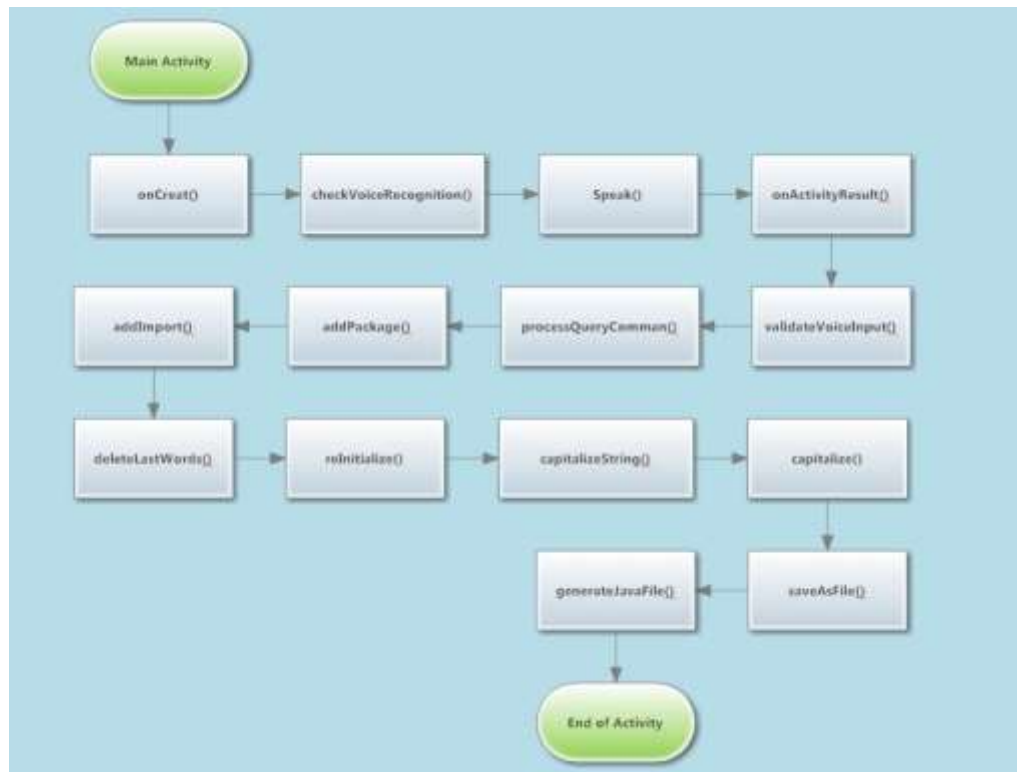 Main Activity
onCreat()
checkVoiceRecognition()
Speak()
onActivityResult()
validateVoiceInput()
processQueryComman()
addPackage()
addImport()
deleteLastWords()
reInitialize()
capitalizeString()
capitalize()
saveAsFile()
generateJavaFile()
End of Activity